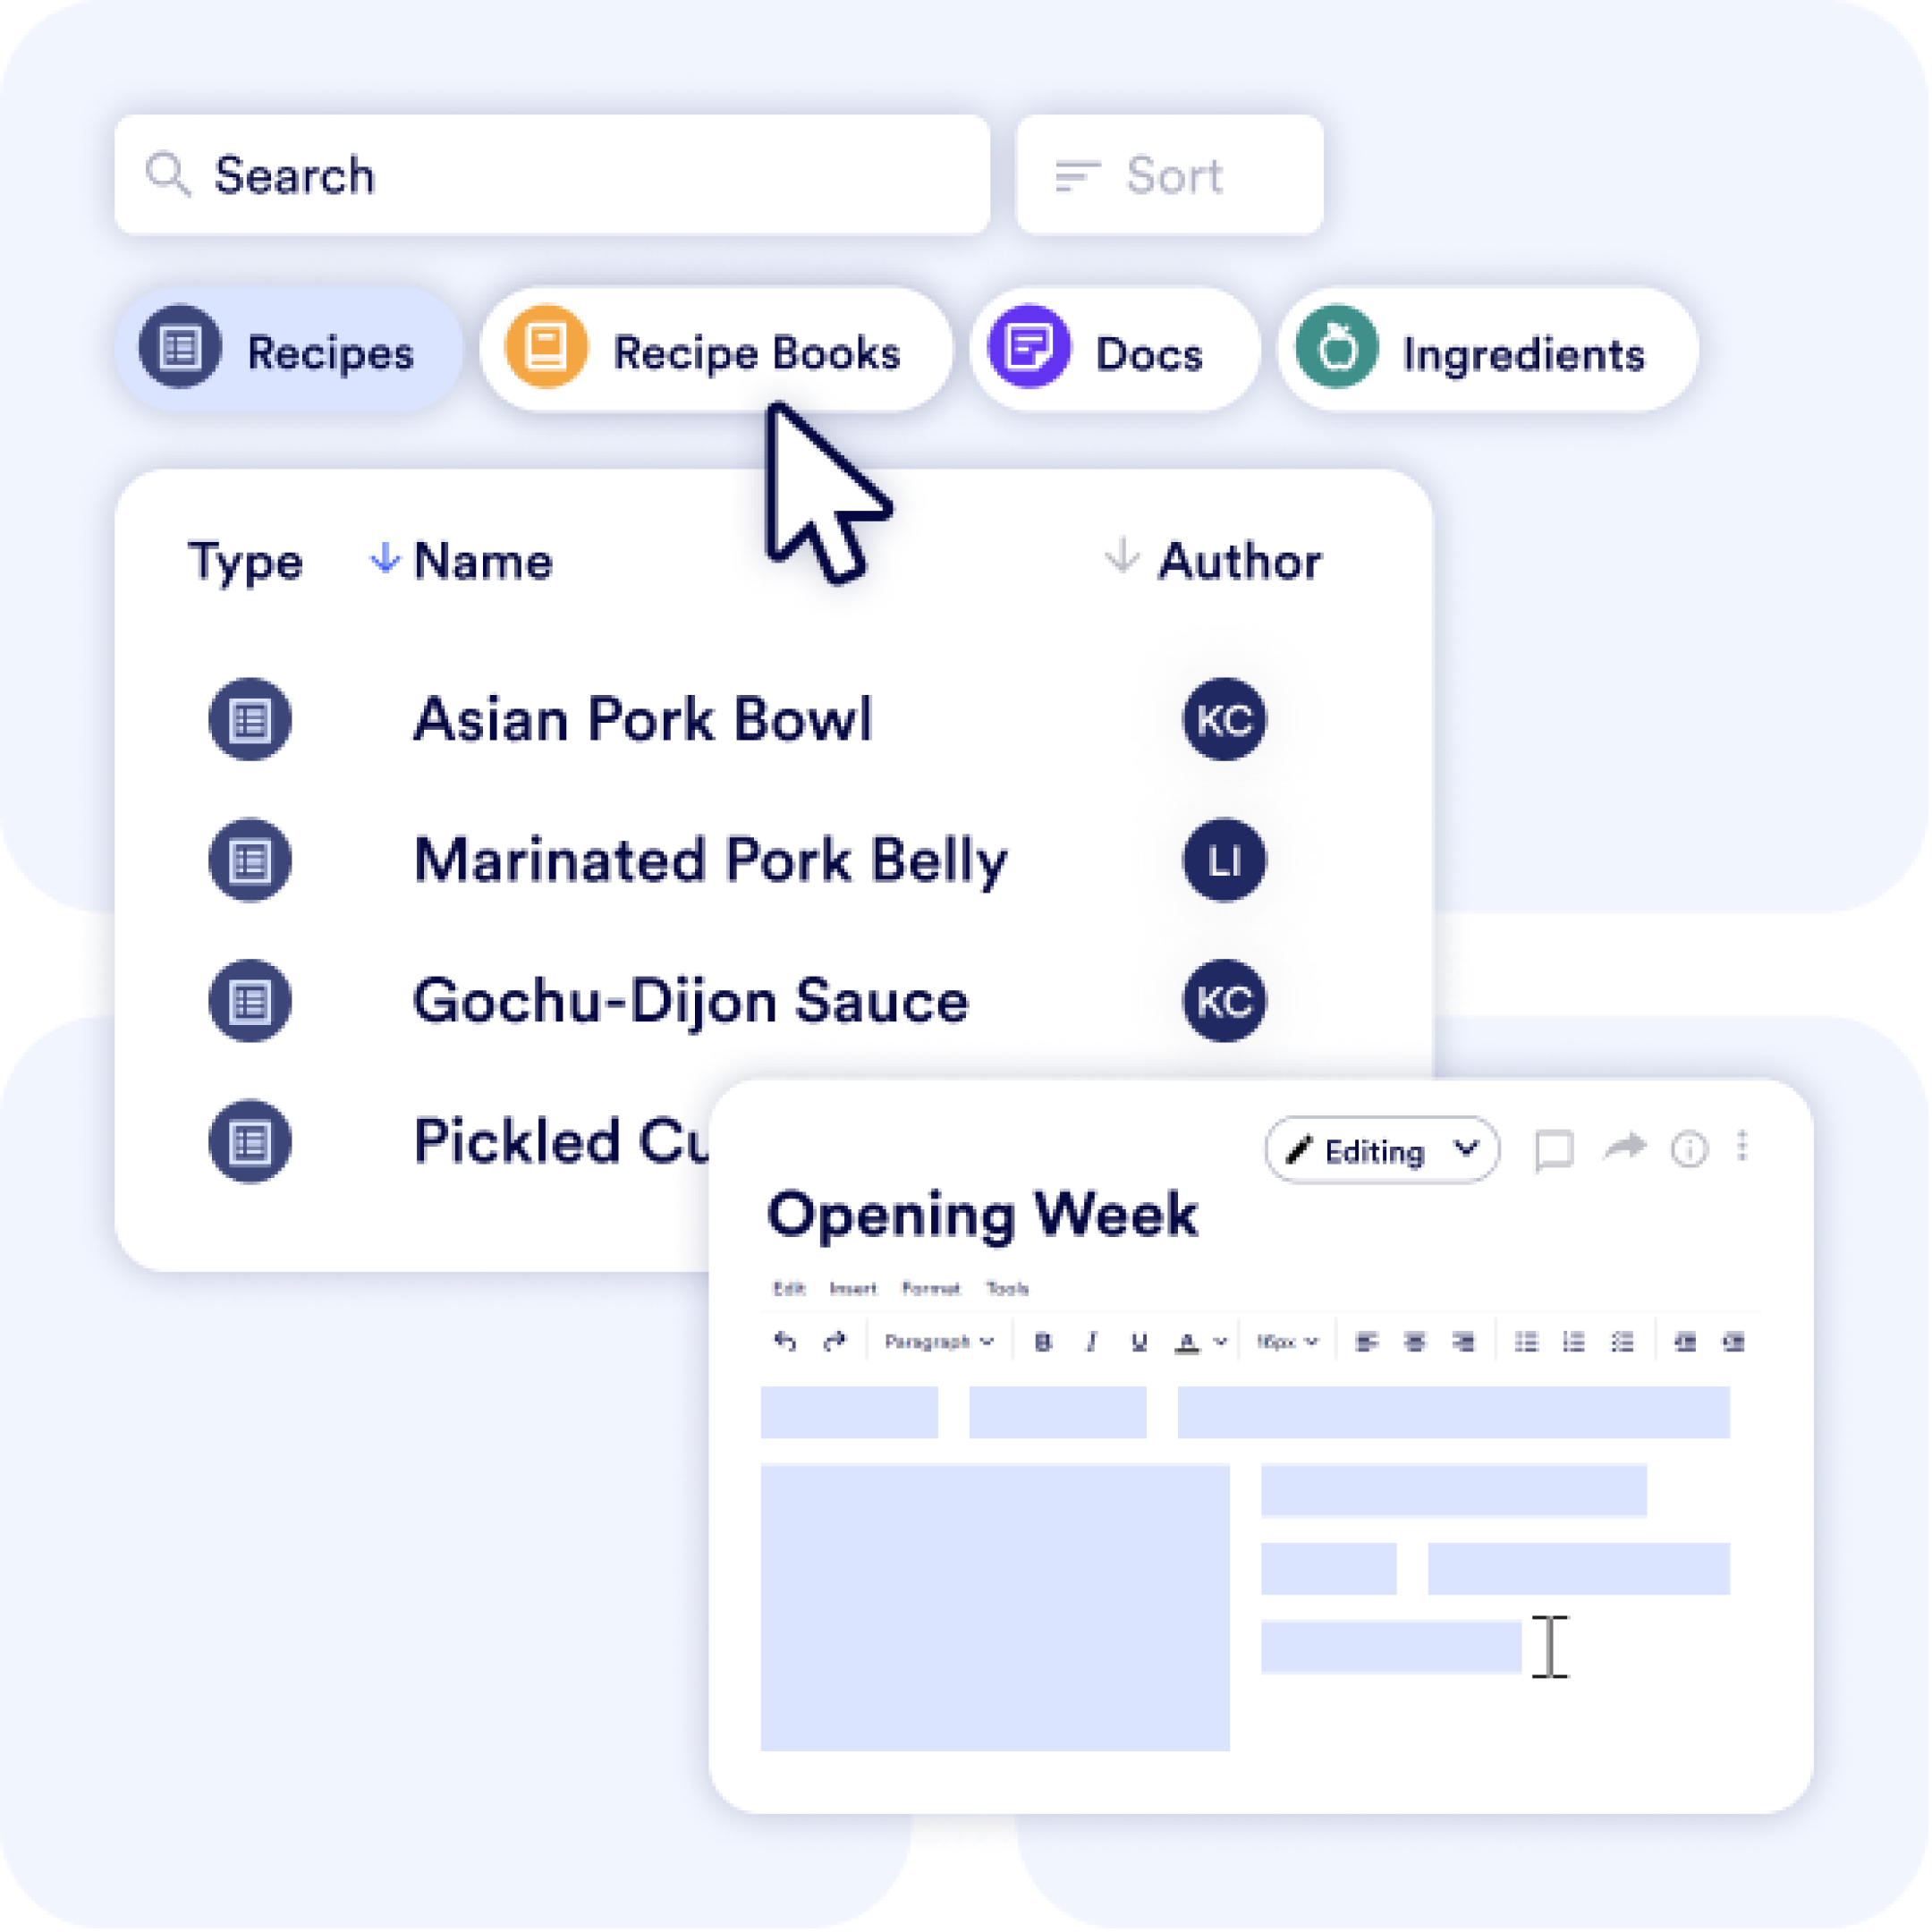 Search Sort
Recipes Recipe Books Docs Ingredients
Type Name Author
Asian Pork Bowl KC
Marinated Pork Belly LI
Gochu-Dijon Sauce KC
Pickled Cu
Editing
Opening Week
Edit Insert Format Tools
Paragraph B I U A 16px